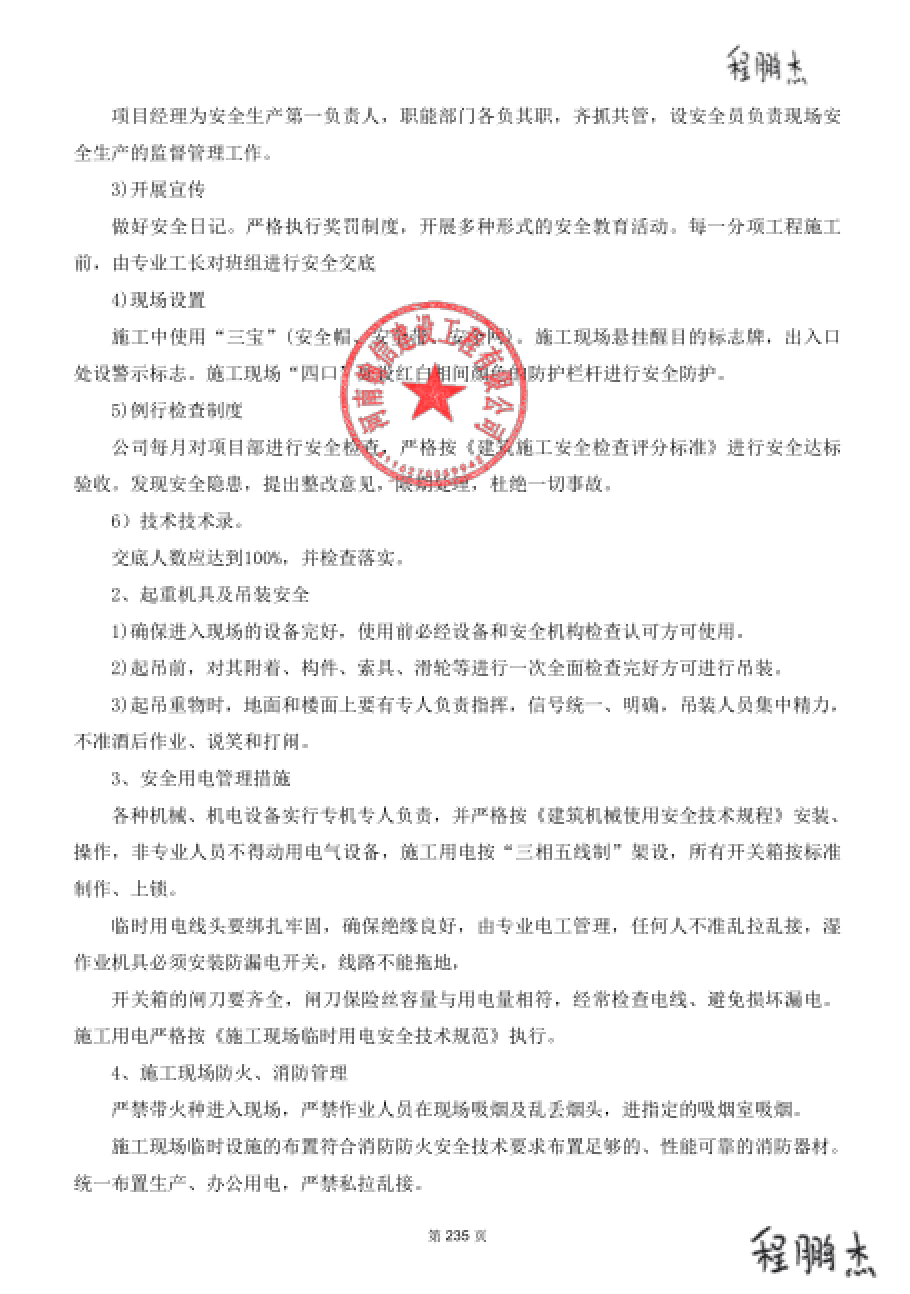 程鹏杰
项目经理为安全生产第一负责人，职能部门各负其职，齐抓共管，设安全员负责现场安
全生产的监督管理工作。
3)开展宣传
做好安全日记。严格执行奖罚制度，开展多种形式的安全教育活动。每一分项工程施工
前，由专业工长对班组进行安全交底
4)现场设置
施工中使用“三宝”(安全帽、安全带、安全网)。施工现场悬挂醒目的标志牌，出入口
处设警示标志。施工现场“四口”设红白相间颜色的防护栏杆进行安全防护。
河南信建设工程有限公司
5)例行检查制度
公司每月对项目部进行安全检查，严格按《建筑施工安全检查评分标准》进行安全达标
验收。发现安全隐患，提出整改意见，限期处理，杜绝一切事故。
6）技术技术录。
交底人数应达到100%，并检查落实。
2、起重机具及吊装安全
1)确保进入现场的设备完好，使用前必经设备和安全机构检查认可方可使用。
2)起吊前，对其附着、构件、索具、滑轮等进行一次全面检查完好方可进行吊装。
3)起吊重物时，地面和楼面上要有专人负责指挥，信号统一、明确，吊装人员集中精力，
不准酒后作业、说笑和打闹。
3、安全用电管理措施
各种机械、机电设备实行专机专人负责，并严格按《建筑机械使用安全技术规程》安装、
操作，非专业人员不得动用电气设备，施工用电按“三相五线制”架设，所有开关箱按标准
制作、上锁。
临时用电线头要绑扎牢固，确保绝缘良好，由专业电工管理，任何人不准乱拉乱接，湿
作业机具必须安装防漏电开关，线路不能拖地，
开关箱的闸刀要齐全，闸刀保险丝容量与用电量相符，经常检查电线、避免损坏漏电。
施工用电严格按《施工现场临时用电安全技术规范》执行。
4、施工现场防火、消防管理
严禁带火种进入现场，严禁作业人员在现场吸烟及乱丢烟头，进指定的吸烟室吸烟。
施工现场临时设施的布置符合消防防火安全技术要求布置足够的、性能可靠的消防器材。
统一布置生产、办公用电，严禁私拉乱接。
第 235 页
程鹏杰